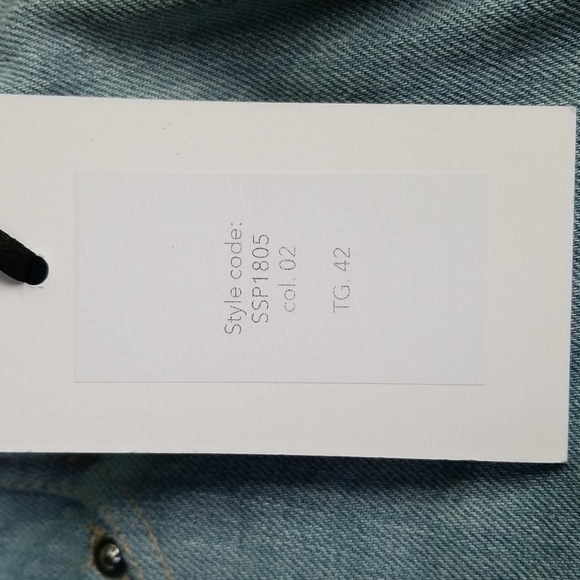 Style code:
SSP1805
col. 02
TG. 42